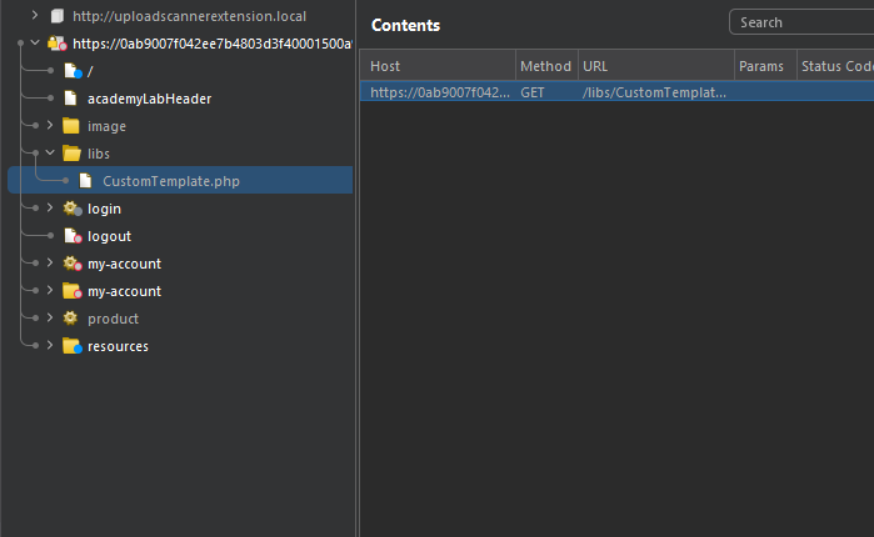 http://uploadscannerextension.local
https://0ab9007f042ee7b4803d3f40001500a
/
academyLabHeader
image
libs
CustomTemplate.php
login
logout
my-account
my-account
product
resources
Contents
Search
Host Method URL Params Status Code
https://0ab9007f042... GET /libs/CustomTemplat...